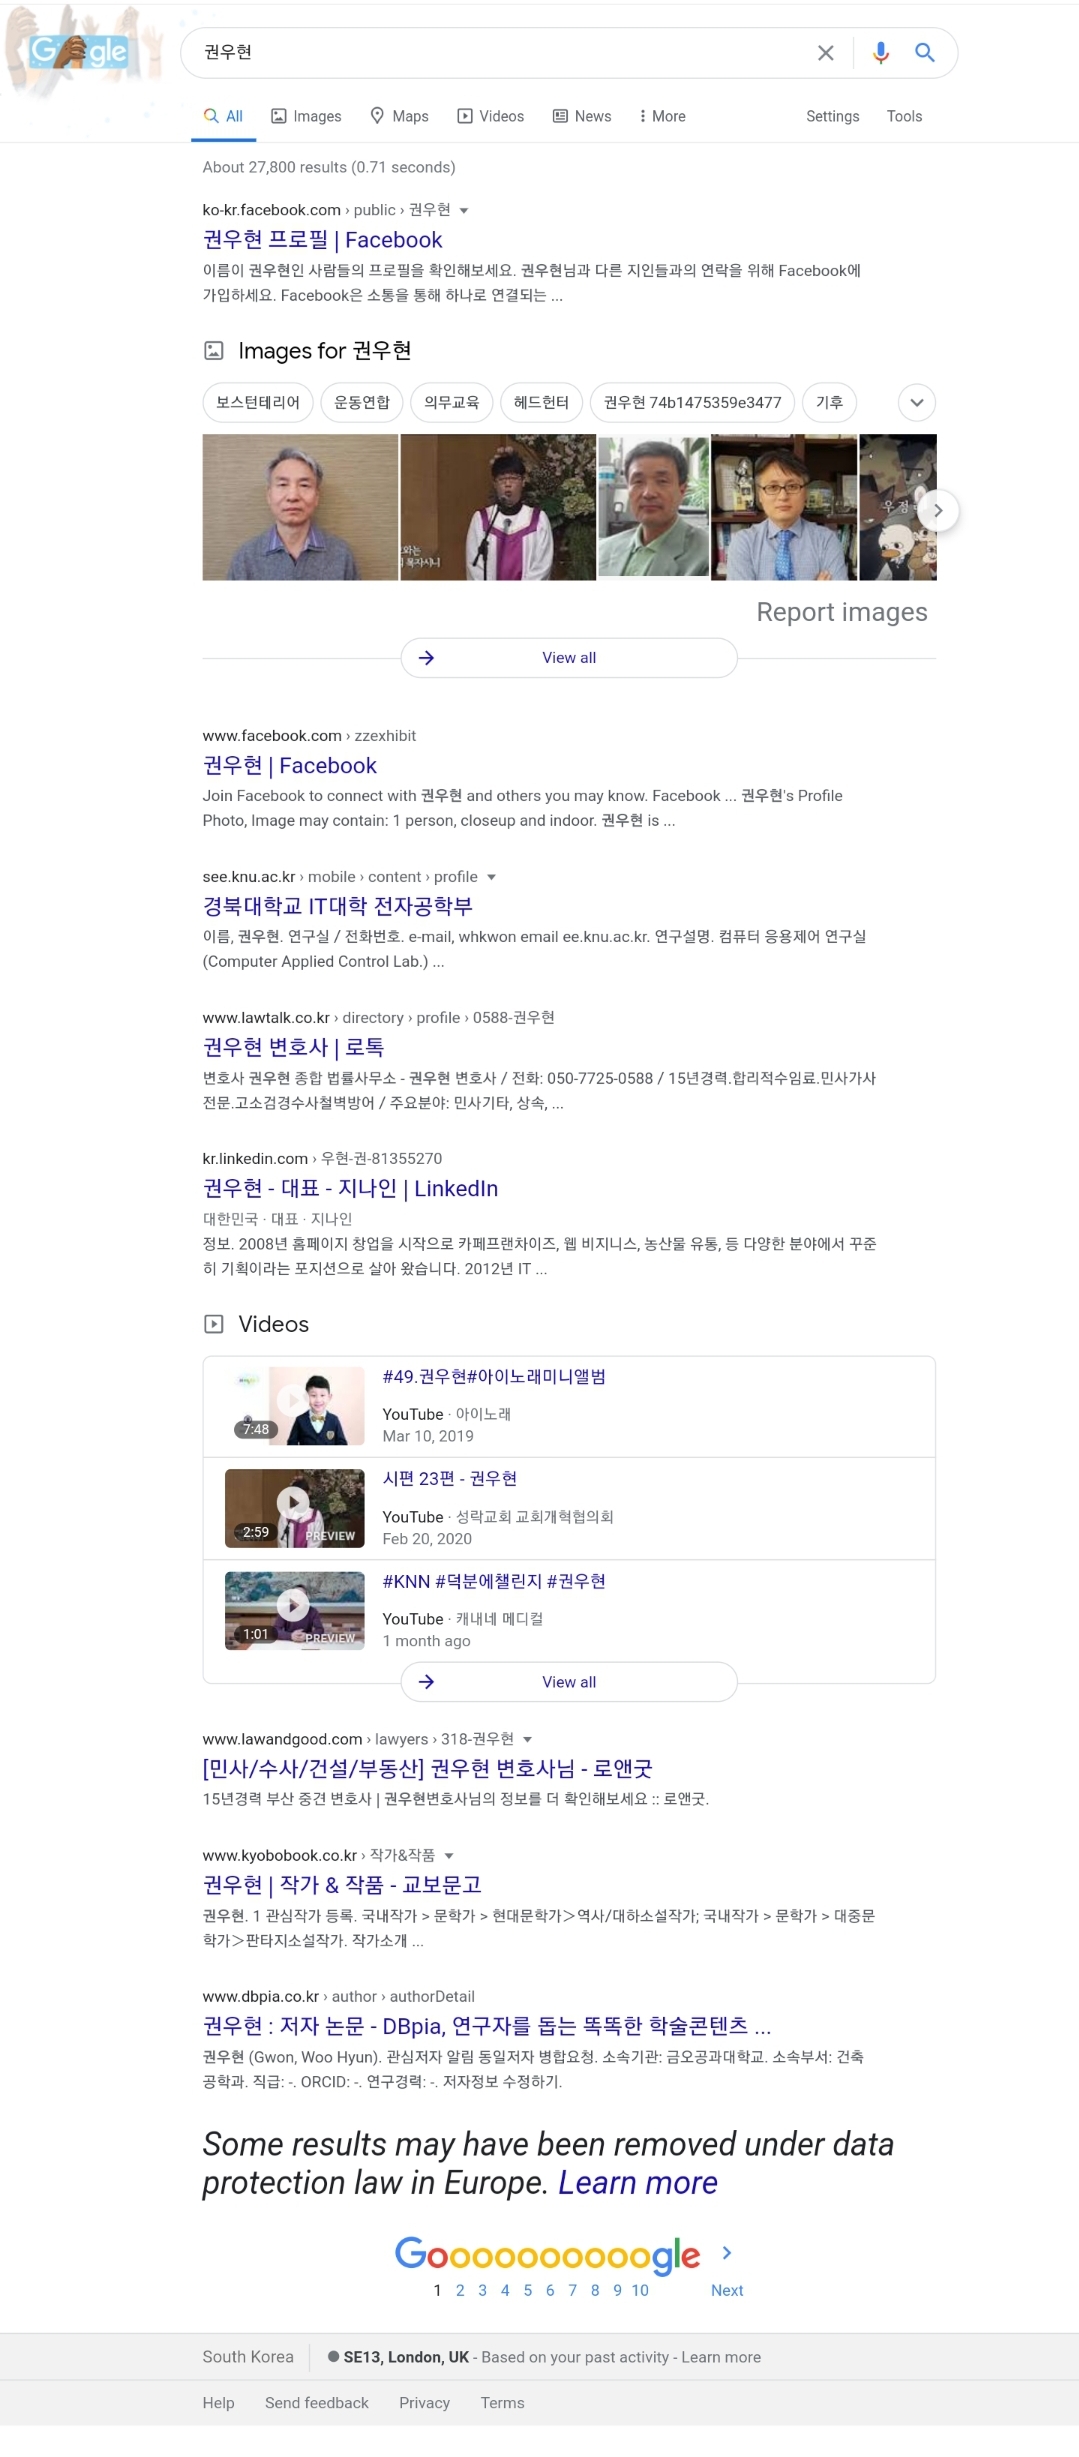 Google
권우현
All
Images
Maps
Videos
News
More
Settings
Tools
About 27,800 results (0.71 seconds)
ko-kr.facebook.com › public › 권우현
권우현 프로필 | Facebook
이름이 권우현인 사람들의 프로필을 확인해보세요. 권우현님과 다른 지인들과의 연락을 위해 Facebook에
가입하세요. Facebook은 소통을 통해 하나로 연결되는 ...
Images for 권우현
보스턴테리어
운동연합
의무교육
헤드헌터
권우현 74b1475359e3477
기후
Report images
View all
www.facebook.com › zzexhibit
권우현 | Facebook
Join Facebook to connect with 권우현 and others you may know. Facebook ... 권우현's Profile
Photo, Image may contain: 1 person, closeup and indoor. 권우현 is ...
see.knu.ac.kr › mobile › content › profile
경북대학교 IT대학 전자공학부
이름, 권우현. 연구실 / 전화번호. e-mail, whkwon email ee.knu.ac.kr. 연구설명. 컴퓨터 응용제어 연구실
(Computer Applied Control Lab.) ...
www.lawtalk.co.kr › directory › profile › 0588-권우현
권우현 변호사 | 로톡
변호사 권우현 종합 법률사무소 - 권우현 변호사 / 전화: 050-7725-0588 / 15년경력.합리적수임료.민사가사
전문.고소검경수사철벽방어 / 주요분야: 민사기타, 상속, ...
kr.linkedin.com › 우현-권-81355270
권우현 - 대표 - 지나인 | LinkedIn
대한민국 · 대표 · 지나인
정보. 2008년 홈페이지 창업을 시작으로 카페프랜차이즈, 웹 비지니스, 농산물 유통, 등 다양한 분야에서 꾸준
히 기획이라는 포지션으로 살아 왔습니다. 2012년 IT ...
Videos
#49.권우현#아이노래미니앨범
7:48
YouTube · 아이노래
Mar 10, 2019
시편 23편 - 권우현
2:59
PREVIEW
YouTube · 성락교회 교회개혁협의회
Feb 20, 2020
#KNN #덕분에챌린지 #권우현
1:01
PREVIEW
YouTube · 캐내네 메디컬
1 month ago
View all
www.lawandgood.com › lawyers › 318-권우현
[민사/수사/건설/부동산] 권우현 변호사님 - 로앤굿
15년경력 부산 중견 변호사 | 권우현변호사님의 정보를 더 확인해보세요 :: 로앤굿.
www.kyobobook.co.kr › 작가&작품
권우현 | 작가 & 작품 - 교보문고
권우현. 1 관심작가 등록. 국내작가 > 문학가 > 현대문학가＞역사/대하소설작가; 국내작가 > 문학가 > 대중문
학가＞판타지소설작가. 작가소개 ...
www.dbpia.co.kr › author › authorDetail
권우현 : 저자 논문 - DBpia, 연구자를 돕는 똑똑한 학술콘텐츠 ...
권우현 (Gwon, Woo Hyun). 관심저자 알림 동일저자 병합요청. 소속기관: 금오공과대학교. 소속부서: 건축
공학과. 직급: -. ORCID: -. 연구경력: -. 저자정보 수정하기.
Some results may have been removed under data
protection law in Europe. Learn more
Goooooooooogle
1 2 3 4 5 6 7 8 9 10 Next
South Korea
SE13, London, UK - Based on your past activity - Learn more
Help
Send feedback
Privacy
Terms